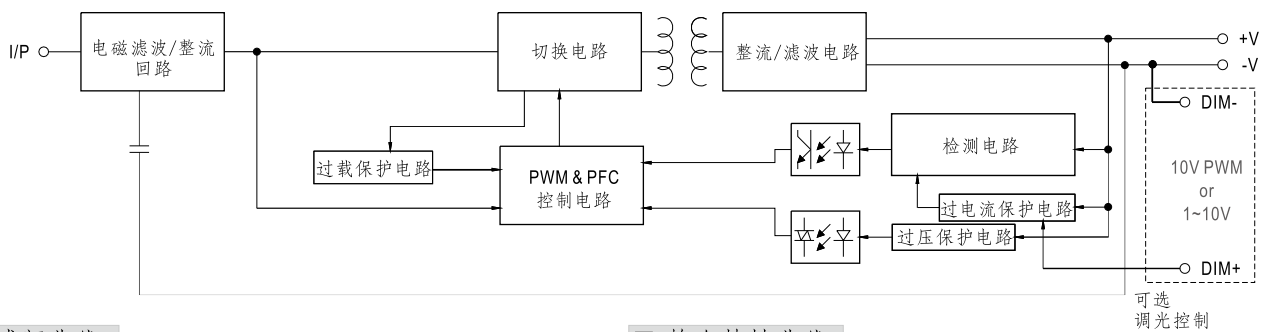 I/P
电磁滤波/整流
回路
切换电路
整流/滤波电路
+V
-V
DIM-
检测电路
过载保护电路
PWM & PFC
控制电路
10V PWM
or
1~10V
过电流保护电路
过压保护电路
DIM+
可选
调光控制